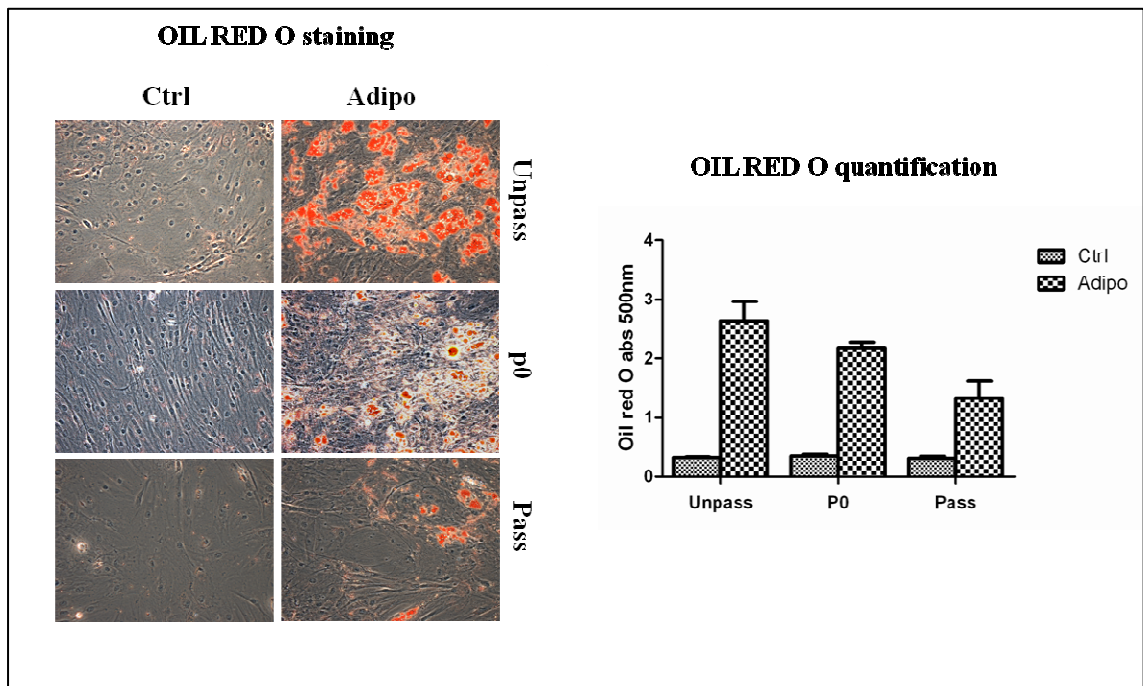 OIL RED O staining
Ctrl
Adipo
Unpass
p0
Pass
OIL RED O quantification
Oil red O abs 500nm
4
3
2
1
0
Unpass
P0
Pass
Ctrl
Adipo